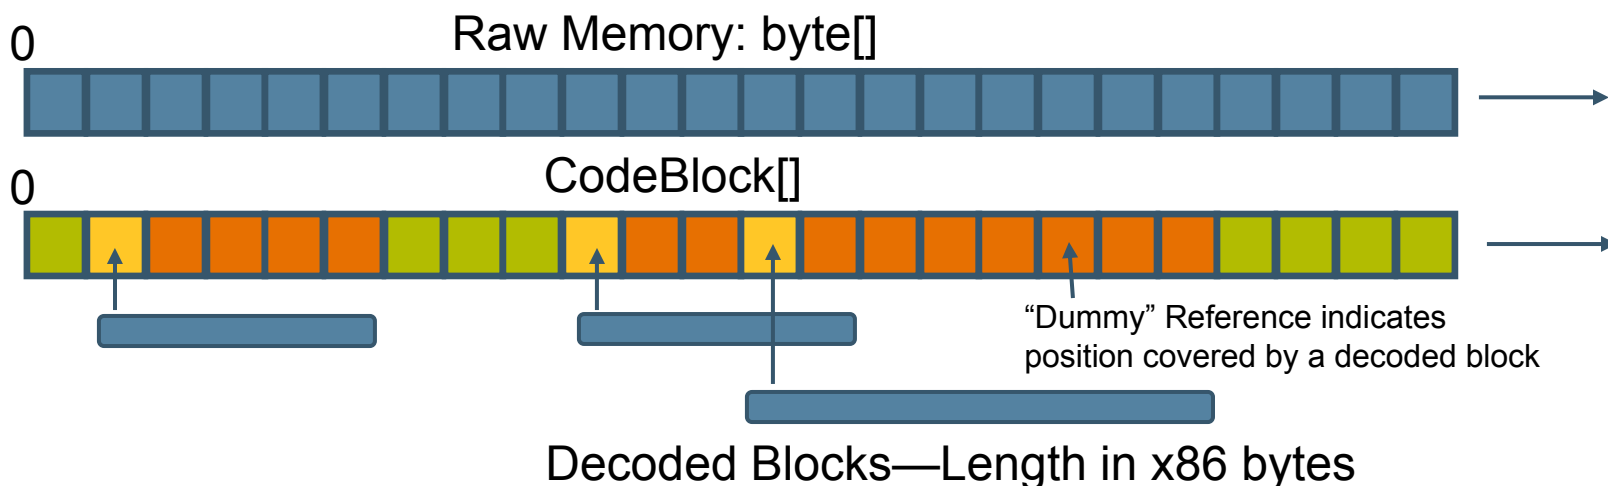 0
Raw Memory: byte[]
0
CodeBlock[]
“Dummy” Reference indicates
position covered by a decoded block
Decoded Blocks—Length in x86 bytes